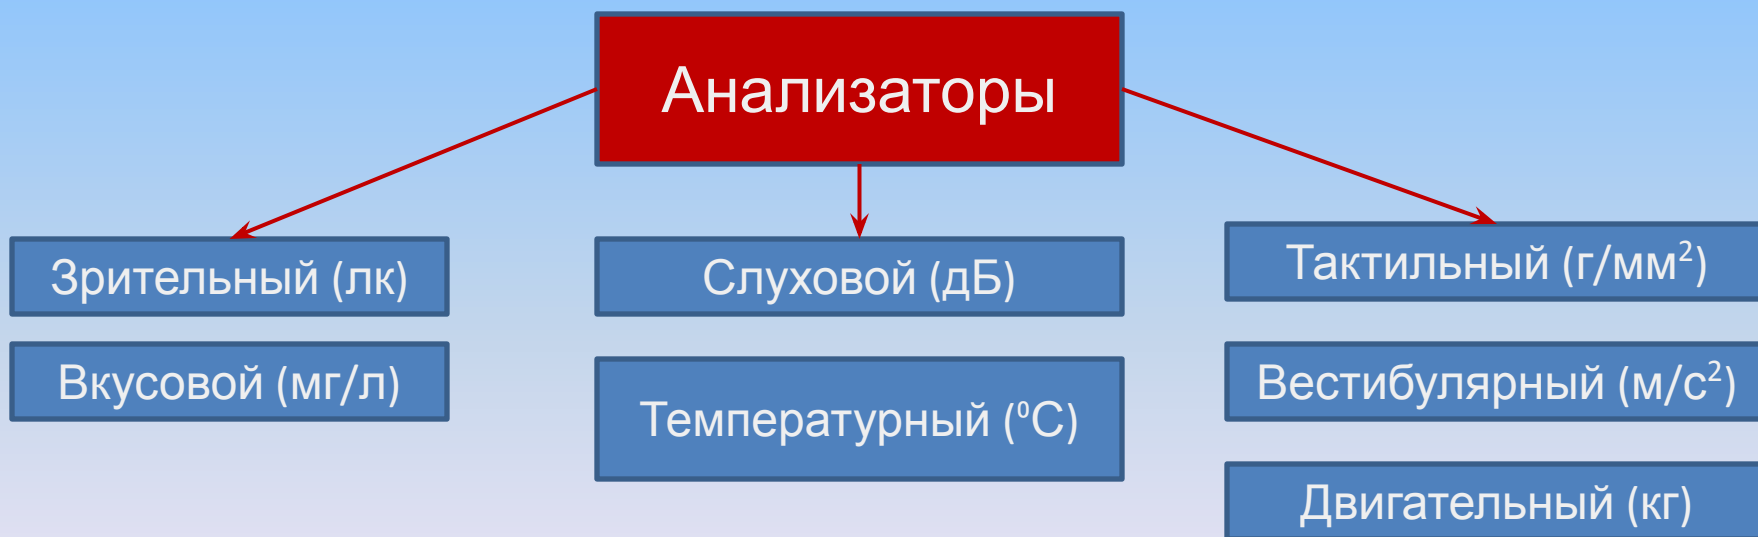 Анализаторы
Зрительный (лк)
Слуховой (дБ)
Тактильный (г/мм²)
Вкусовой (мг/л)
Температурный (⁰С)
Вестибулярный (м/с²)
Двигательный (кг)